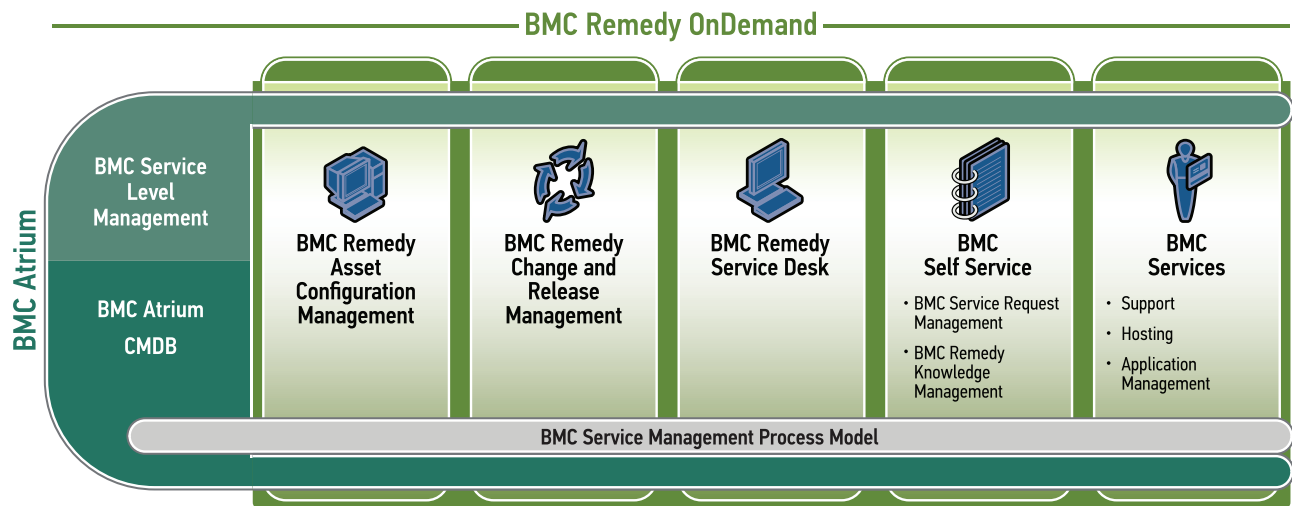 BMC Remedy OnDemand
BMC Atrium
BMC Service
Level
Management
BMC Atrium
CMDB
BMC Remedy
Asset
Configuration
Management
BMC Remedy
Change and
Release
Management
BMC Remedy
Service Desk
BMC
Self Service
• BMC Service Request
Management
• BMC Remedy
Knowledge
Management
BMC
Services
• Support
• Hosting
• Application
Management
BMC Service Management Process Model